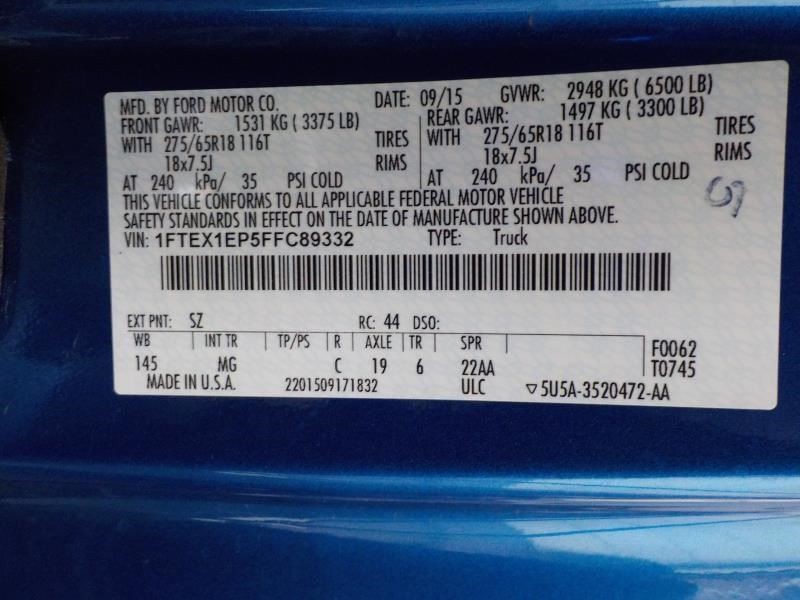 MFD. BY FORD MOTOR CO. DATE: 09/15 GVWR: 2948 KG ( 6500 LB)
FRONT GAWR: 1531 KG ( 3375 LB) REAR GAWR: 1497 KG ( 3300 LB)
WITH 275/65R18 116T TIRES WITH 275/65R18 116T TIRES
18x7.5J RIMS 18x7.5J RIMS
AT 240 kPa/ 35 PSI COLD AT 240 kPa/ 35 PSI COLD
THIS VEHICLE CONFORMS TO ALL APPLICABLE FEDERAL MOTOR VEHICLE
SAFETY STANDARDS IN EFFECT ON THE DATE OF MANUFACTURE SHOWN ABOVE.
VIN: 1FTEX1EP5FFC89332 TYPE: Truck
EXT PNT: SZ RC: 44 DSO:
WB INT TR TP/PS R AXLE TR SPR
145 MG C 19 6 22AA
F0062
T0745
MADE IN U.S.A. 2201509171832 ULC ▽5U5A-3520472-AA